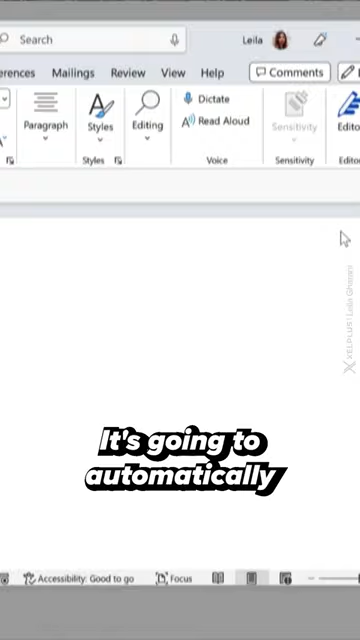 Search
Leila
erences Mailings Review View Help Comments
Paragraph
Styles
Editing
Dictate
Read Aloud
Sensitivity
Edito
Styles
Voice
Sensitivity
Editor
XELPLUS | Leila Gharani
It's going to
automatically
Accessibility: Good to go
Focus